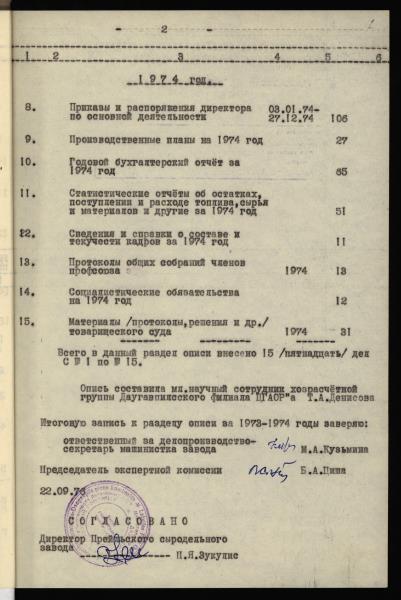 - 2 -
1 2 3 4 5 6
1974 год.
8. Приказы и распоряжения директора 03.01.74-
по основной деятельности 27.12.74 106
9. Производственные планы на 1974 год 27
10. Годовой бухгалтерский отчёт за
1974 год 65
11. Статистические отчёты об остатках,
поступлении и расходе топлива,сырья
и материалов и другие за 1974 год 51
12. Сведения и справки о составе и
текучести кадров за 1974 год 11
13. Протоколы общих собраний членов
профсоюза 1974 13
14. Социалистические обязательства
на 1974 год 12
15. Материалы /протоколы,решения и др./
товарищеского суда 1974 31
Всего в данный раздел описи внесено 15 /пятнадцать/ дел
с № 1 по № 15.
Опись составила мл.научный сотрудник хозрасчётной
группы Даугавпилсского филиала ЦГАОР"а Т.А.Денисова
Итоговую запись к разделу описи за 1973-1974 годы заверяю:
ответственный за делопроизводство-
секретарь машинистка завода М.А.Кузьмина
Председатель экспертной комиссии Б.А.Цина
22.09.76
СОГЛАСОВАНО
Директор Прейльского сыродельного
завода
П.Я.Зукулис